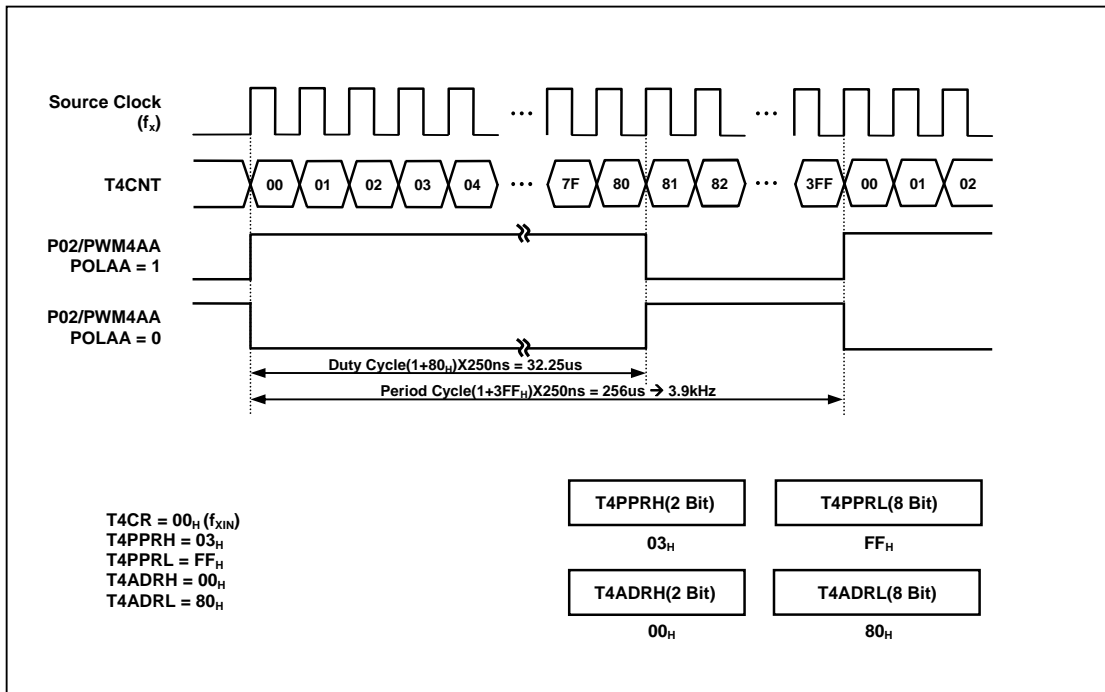 Source Clock
(fx)
...
...
T4CNT
00 01 02 03 04 ... 7F 80 81 82 ... 3FF 00 01 02
P02/PWM4AA
POLAA = 1
P02/PWM4AA
POLAA = 0
Duty Cycle(1+80H)X250ns = 32.25us
Period Cycle(1+3FFH)X250ns = 256us → 3.9kHz
T4CR = 00H (fXIN)
T4PPRH = 03H
T4PPRL = FFH
T4ADRH = 00H
T4ADRL = 80H
T4PPRH(2 Bit) T4PPRL(8 Bit)
03H FFH
T4ADRH(2 Bit) T4ADRL(8 Bit)
00H 80H